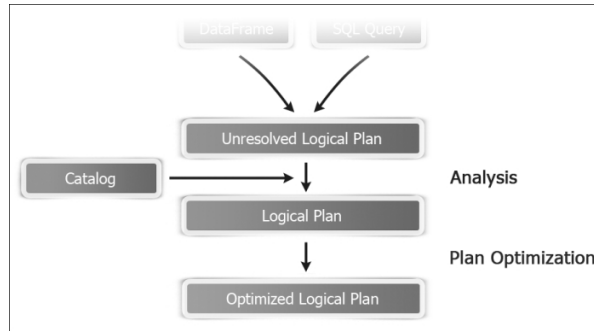 DataFrame
SQL Query
Unresolved Logical Plan
Catalog
Analysis
Logical Plan
Plan Optimization
Optimized Logical Plan